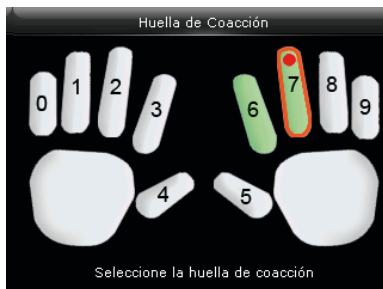 Huella de Coacción
0 1 2 3 6 7 8 9
4 5
Seleccione la huella de coacción